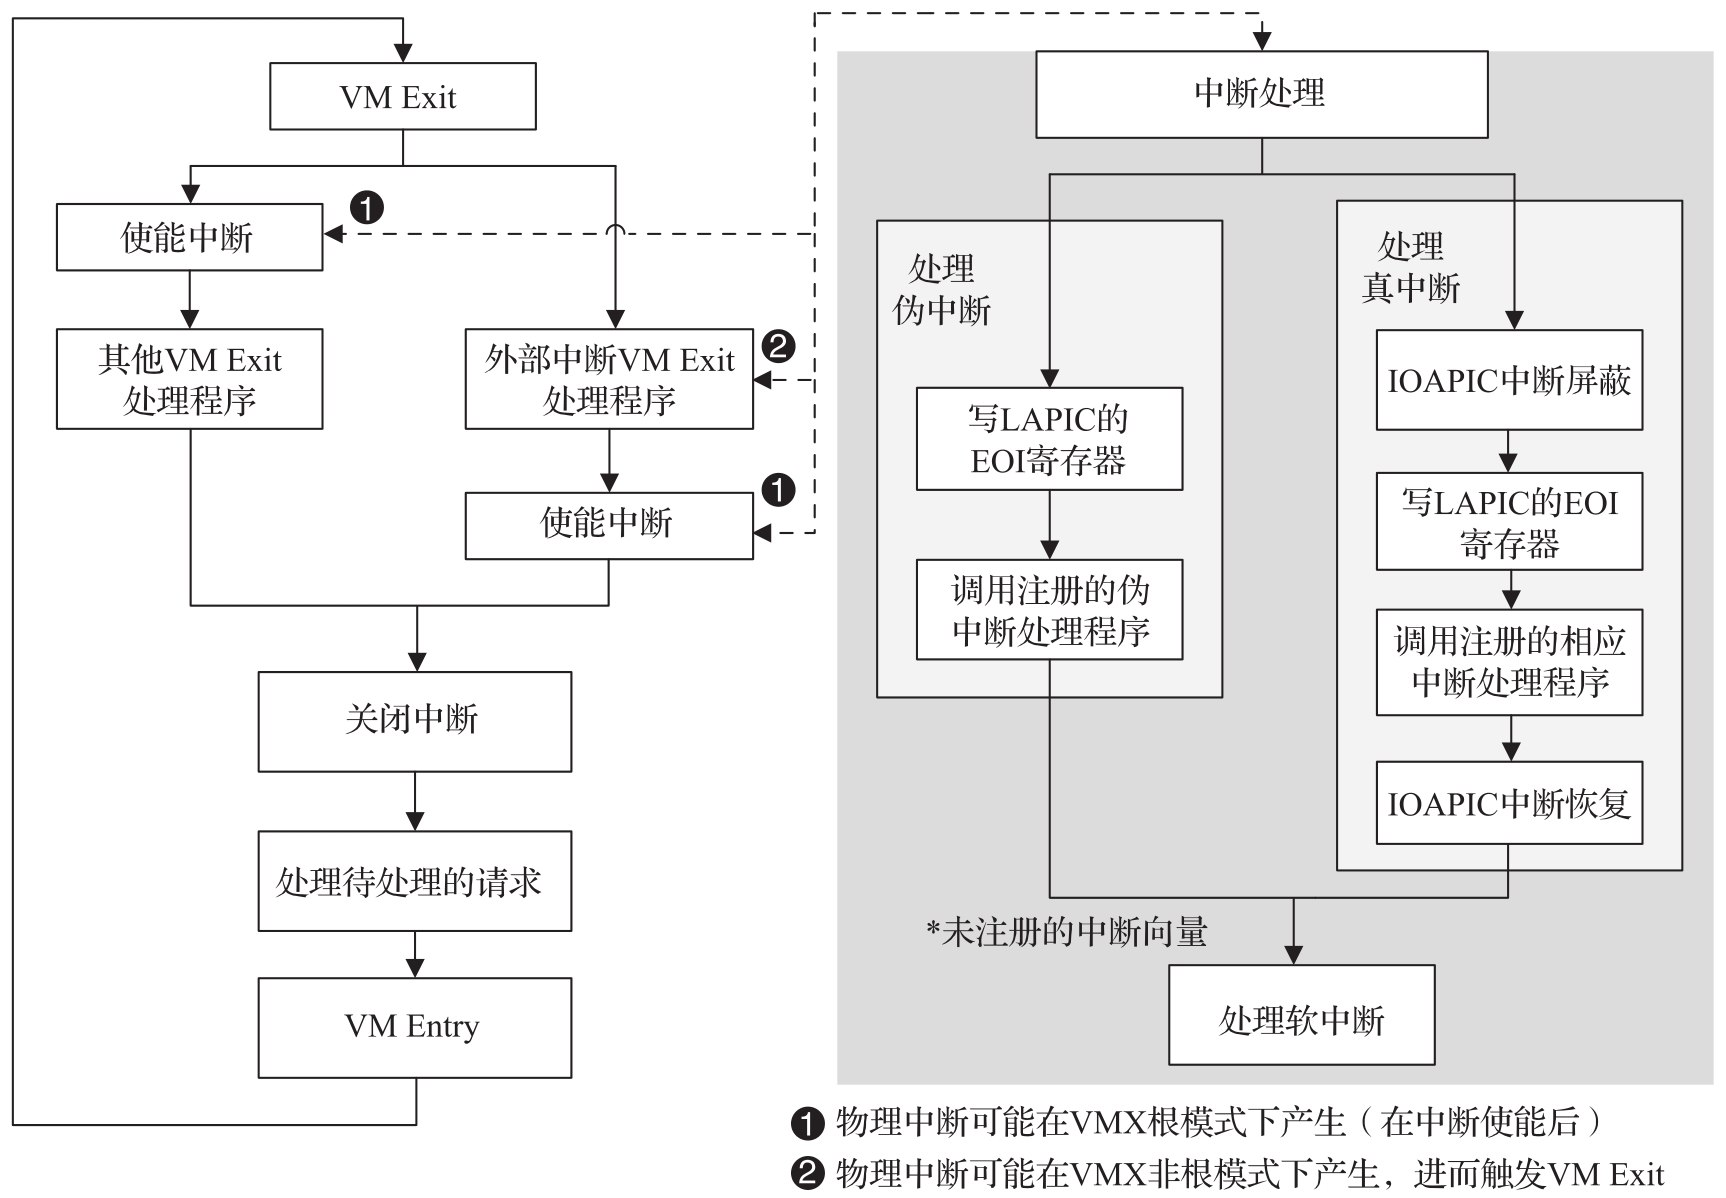 VM Exit
使能中断
❶
其他VM Exit
处理程序
外部中断VM Exit
处理程序
❷
使能中断
❶
关闭中断
处理待处理的请求
VM Entry
中断处理
处理
伪中断
写LAPIC的
EOI寄存器
调用注册的伪
中断处理程序
处理
真中断
IOAPIC中断屏蔽
写LAPIC的EOI
寄存器
调用注册的相应
中断处理程序
IOAPIC中断恢复
*未注册的中断向量
处理软中断
❶ 物理中断可能在VMX根模式下产生（在中断使能后）
❷ 物理中断可能在VMX非根模式下产生，进而触发VM Exit